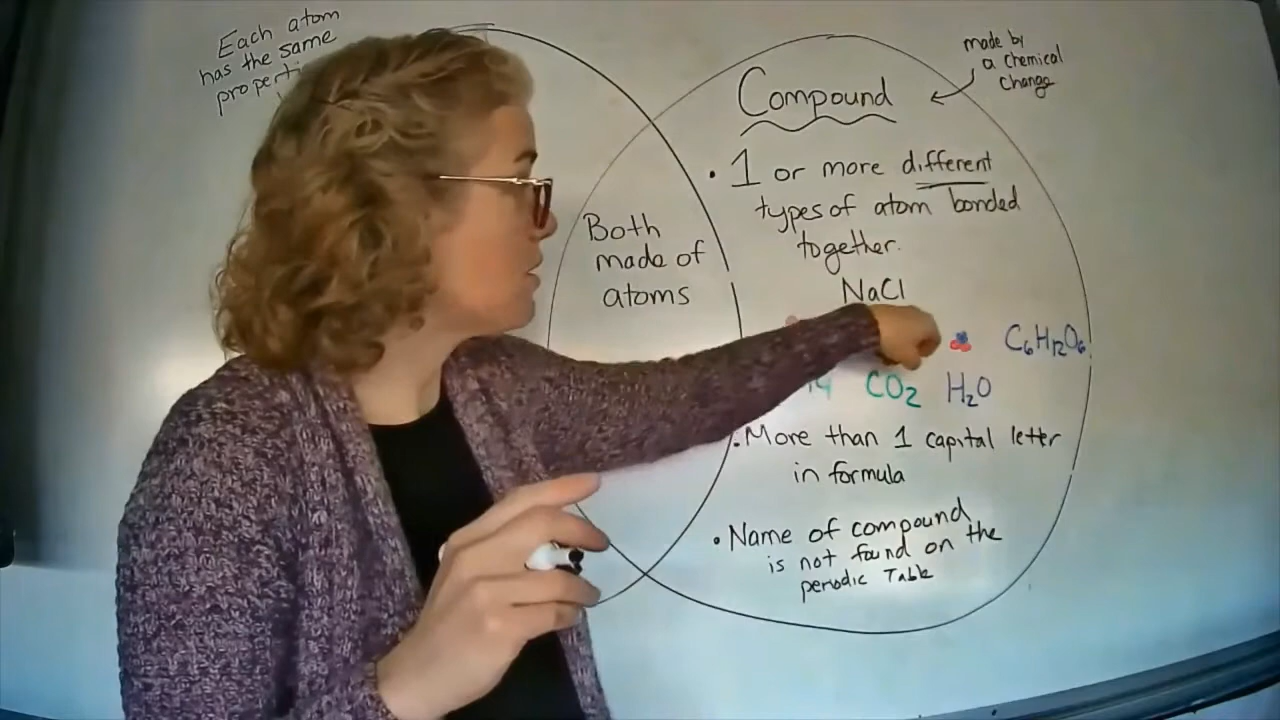 Each atom
has the same
Both
made of
atoms
made by
a chemical
change
Compound
• 1 or more different
types of atom bonded
together.
NaCl
C₆H₁₂O₆
CO₂ H₂O
• More than 1 capital letter
in formula
• Name of compound
is not found on the
periodic Table